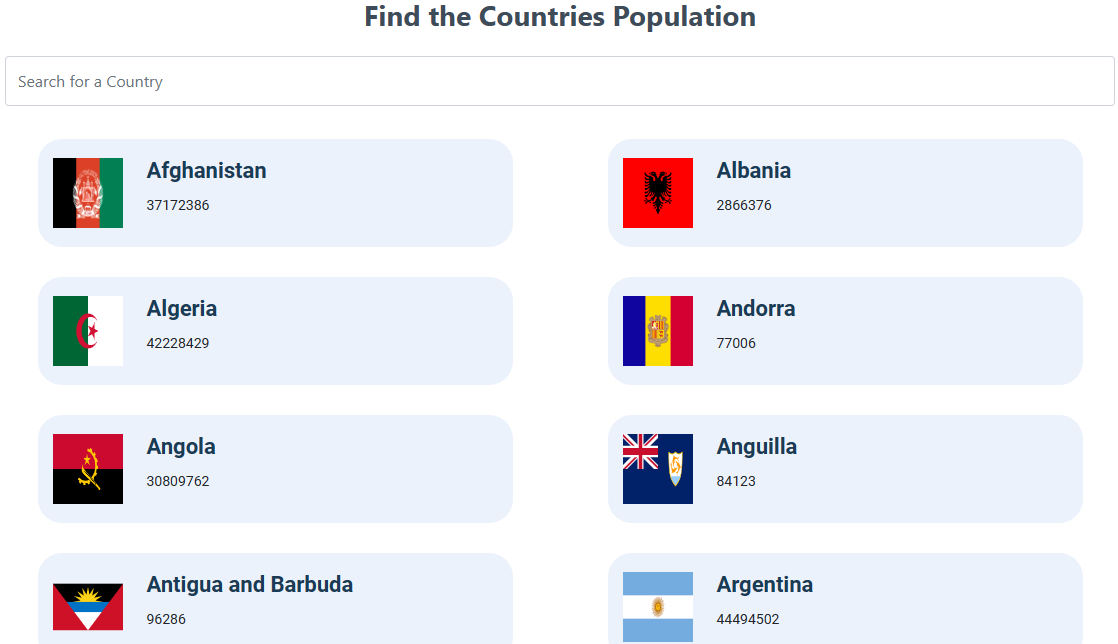 Find the Countries Population
Search for a Country
Afghanistan
37172386
Albania
2866376
Algeria
42228429
Andorra
77006
Angola
30809762
Anguilla
84123
Antigua and Barbuda
96286
Argentina
44494502